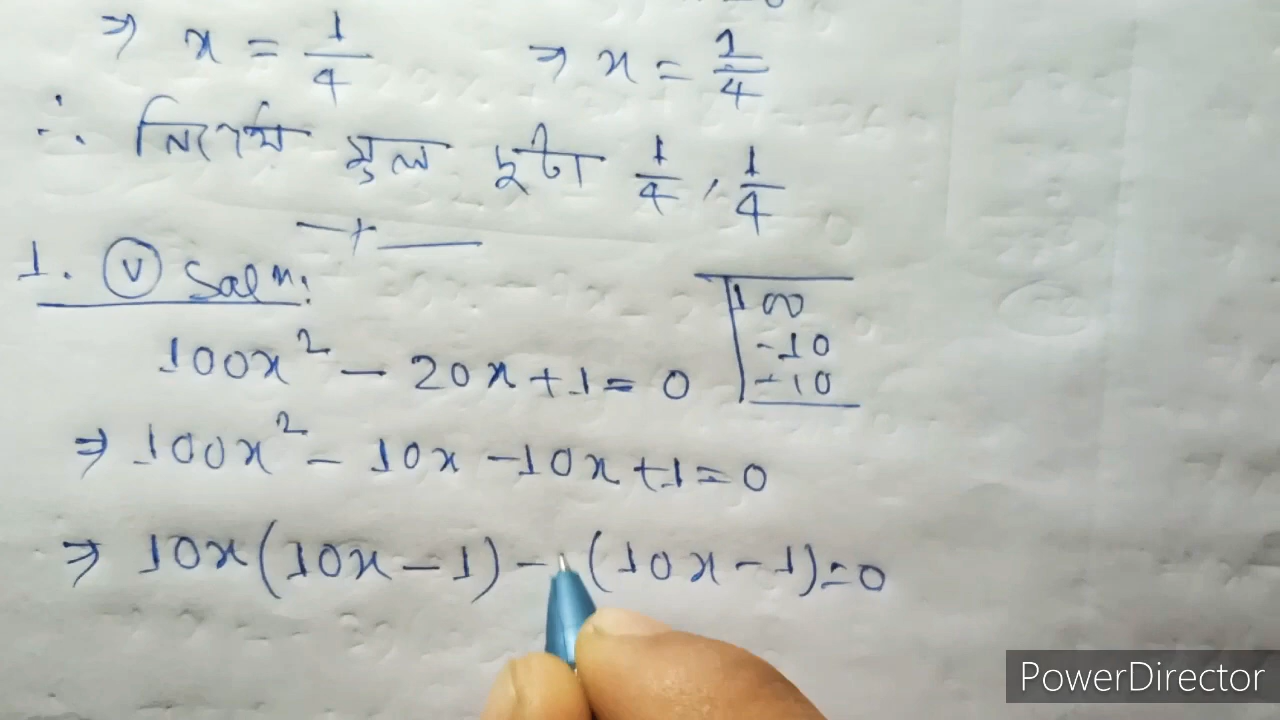 ⇒ x = 1/4 ⇒ x = 1/4
∴ মূল দুটা 1/4, 1/4
1. (v) Solⁿ:
100x² - 20x + 1 = 0
100
-10
-10
⇒ 100x² - 10x - 10x + 1 = 0
⇒ 10x(10x - 1) - (10x - 1) = 0
PowerDirector